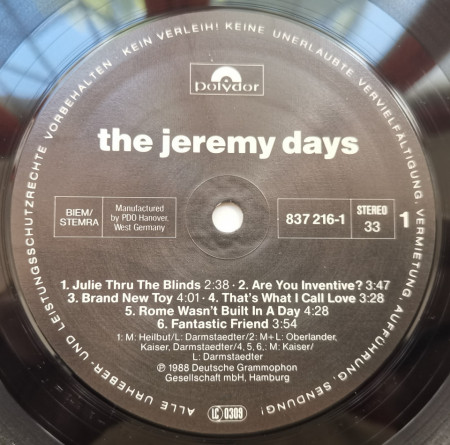 ALLE URHEBER- UND LEISTUNGSSCHUTZRECHTE VORBEHALTEN KEIN VERLEIH! KEINE UNERLAUBTE VERVIELFÄLTIGUNG, VERMIETUNG, AUFFÜHRUNG, SENDUNG!
polydor
the jeremy days
BIEM/
STEMRA
Manufactured
by PDO Hanover,
West Germany
837 216-1
STEREO
33
1
1. Julie Thru The Blinds 2:38 · 2. Are You Inventive? 3:47
3. Brand New Toy 4:01 · 4. That's What I Call Love 3:28
5. Rome Wasn't Built In A Day 4:28
6. Fantastic Friend 3:54
1: M: Heilbut/L: Darmstaedter/2: M+L: Oberlander,
Kaiser, Darmstaedter/4, 5, 6.: M: Kaiser/
L: Darmstaedter
℗ 1988 Deutsche Grammophon
Gesellschaft mbH, Hamburg
LC 0309